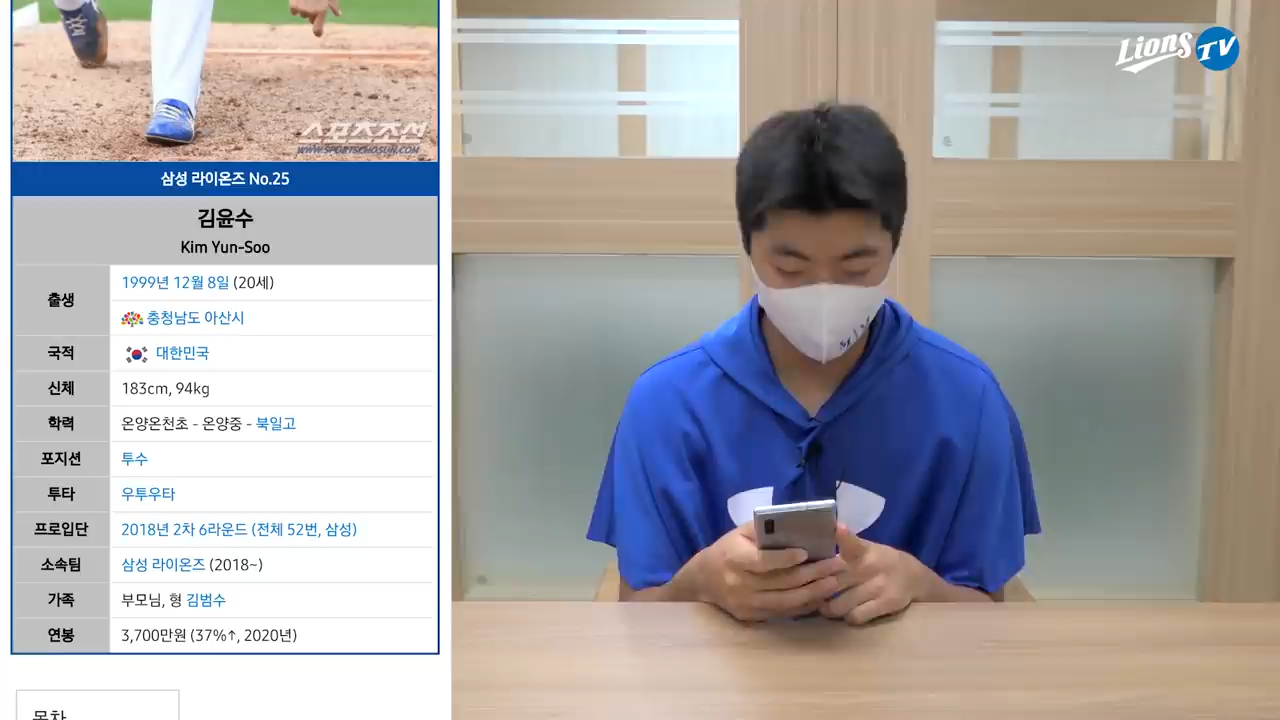 Lions TV
스포츠조선
WWW.SPORTSCHOSUN.COM
삼성 라이온즈 No.25
김윤수
Kim Yun-Soo
출생
1999년 12월 8일 (20세)
충청남도 아산시
국적
대한민국
신체
183cm, 94kg
학력
온양온천초 - 온양중 - 북일고
포지션
투수
투타
우투우타
프로입단
2018년 2차 6라운드 (전체 52번, 삼성)
소속팀
삼성 라이온즈 (2018~)
가족
부모님, 형 김범수
연봉
3,700만원 (37%↑, 2020년)
목차